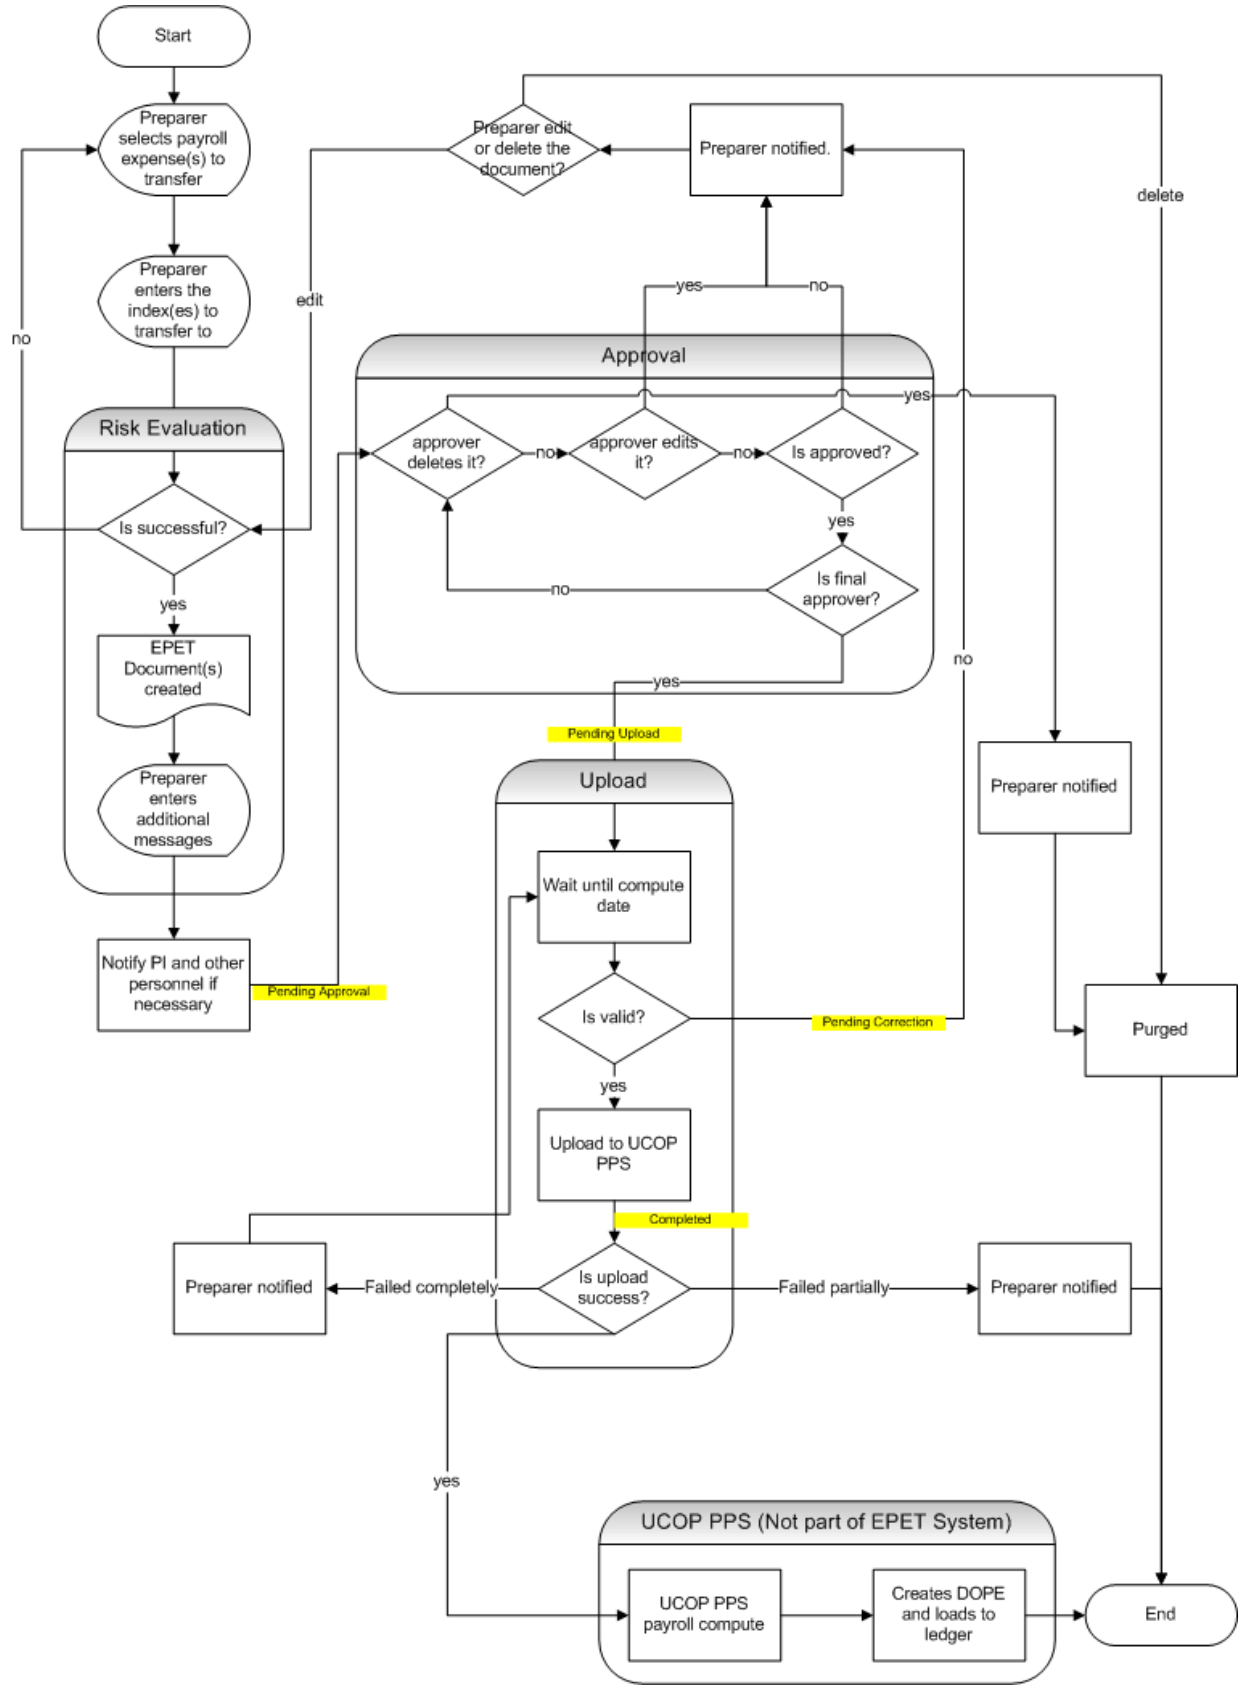 Start
Preparer
selects payroll
expense(s) to
transfer
Preparer edit
or delete the
document?
Preparer notified.
delete
Preparer
enters the
index(es) to
transfer to
edit
yes
no
no
Approval
Risk Evaluation
yes
approver
deletes it?
no
approver edits
it?
no
Is approved?
Is successful?
yes
Is final
approver?
no
yes
EPET
Document(s)
created
no
yes
Pending Upload
Preparer
enters
additional
messages
Upload
Preparer notified
Wait until compute
date
Notify PI and other
personnel if
necessary
Pending Approval
Is valid?
Pending Correction
Purged
yes
Upload to UCOP
PPS
Completed
Preparer notified
Failed completely
Is upload
success?
Failed partially
Preparer notified
yes
UCOP PPS (Not part of EPET System)
UCOP PPS
payroll compute
Creates DOPE
and loads to
ledger
End